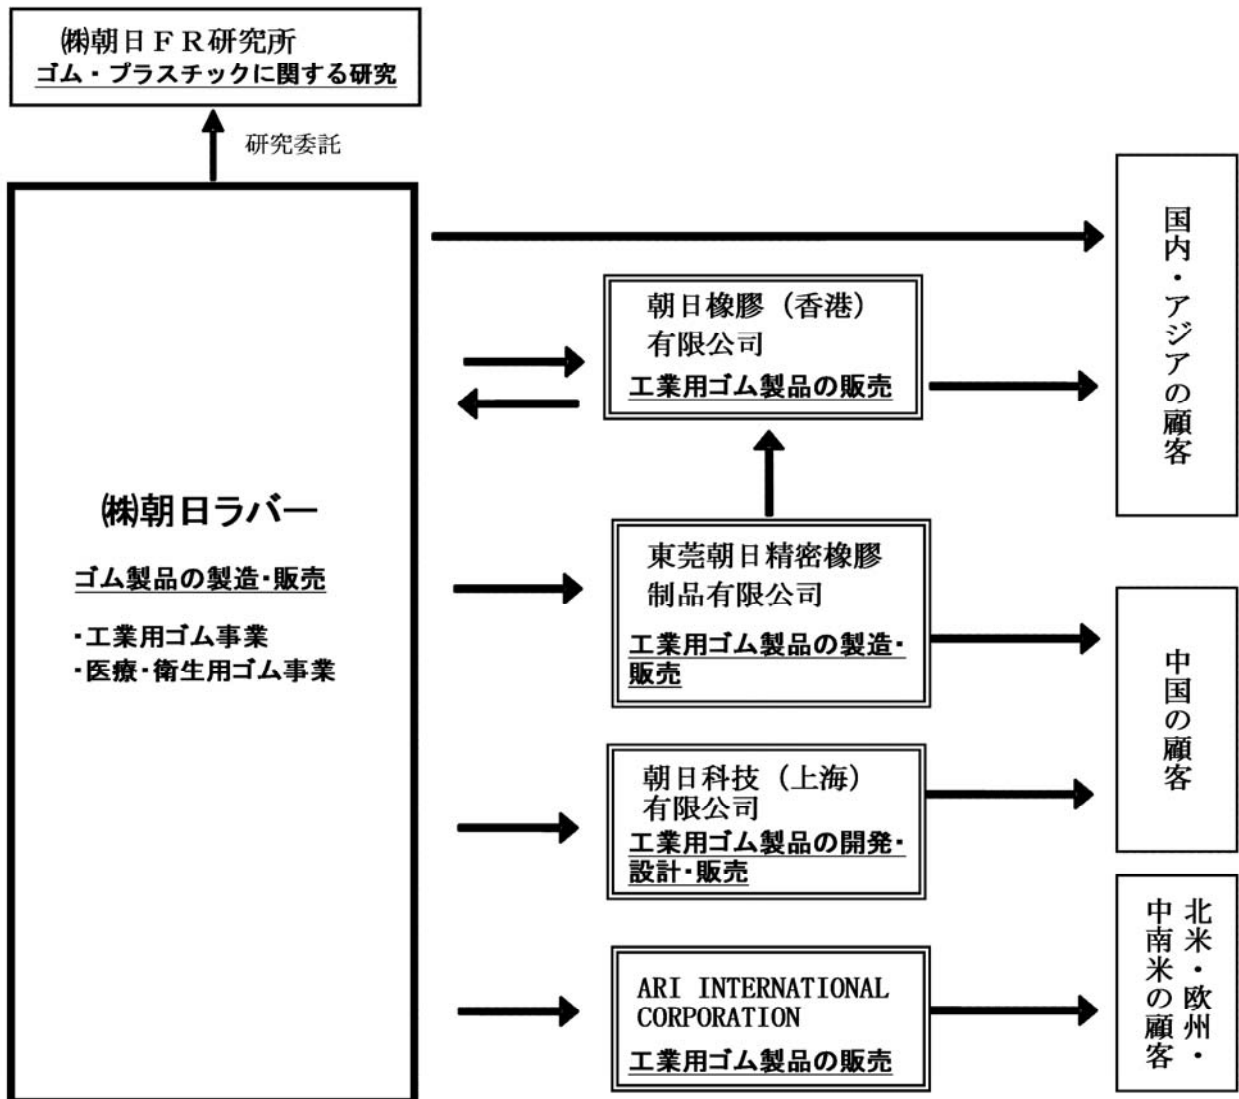 ㈱朝日ＦＲ研究所
ゴム・プラスチックに関する研究
研究委託
㈱朝日ラバー
ゴム製品の製造・販売
・工業用ゴム事業
・医療・衛生用ゴム事業
朝日橡膠（香港）
有限公司
工業用ゴム製品の販売
東莞朝日精密橡膠
制品有限公司
工業用ゴム製品の製造・
販売
朝日科技（上海）
有限公司
工業用ゴム製品の開発・
設計・販売
ARI INTERNATIONAL
CORPORATION
工業用ゴム製品の販売
国内・アジアの顧客
中国の顧客
北米・欧州・
中南米の顧客